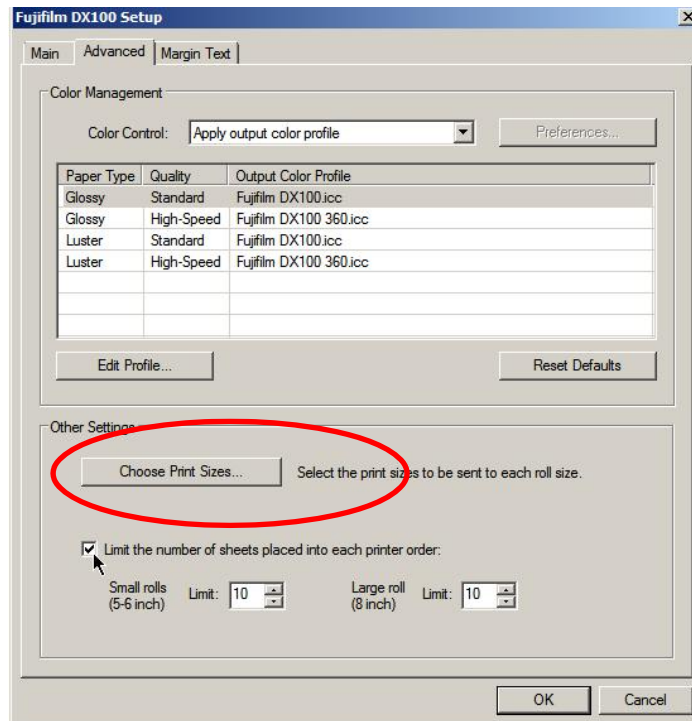 Fujifilm DX100 Setup
Main Advanced Margin Text
Color Management
Color Control: Apply output color profile Preferences...
Paper Type Quality Output Color Profile
Glossy Standard Fujifilm DX100.icc
Glossy High-Speed Fujifilm DX100 360.icc
Luster Standard Fujifilm DX100.icc
Luster High-Speed Fujifilm DX100 360.icc
Edit Profile... Reset Defaults
Other Settings
Choose Print Sizes... Select the print sizes to be sent to each roll size.
Limit the number of sheets placed into each printer order:
Small rolls
(5-6 inch) Limit: 10 Large roll
(8 inch) Limit: 10
OK Cancel